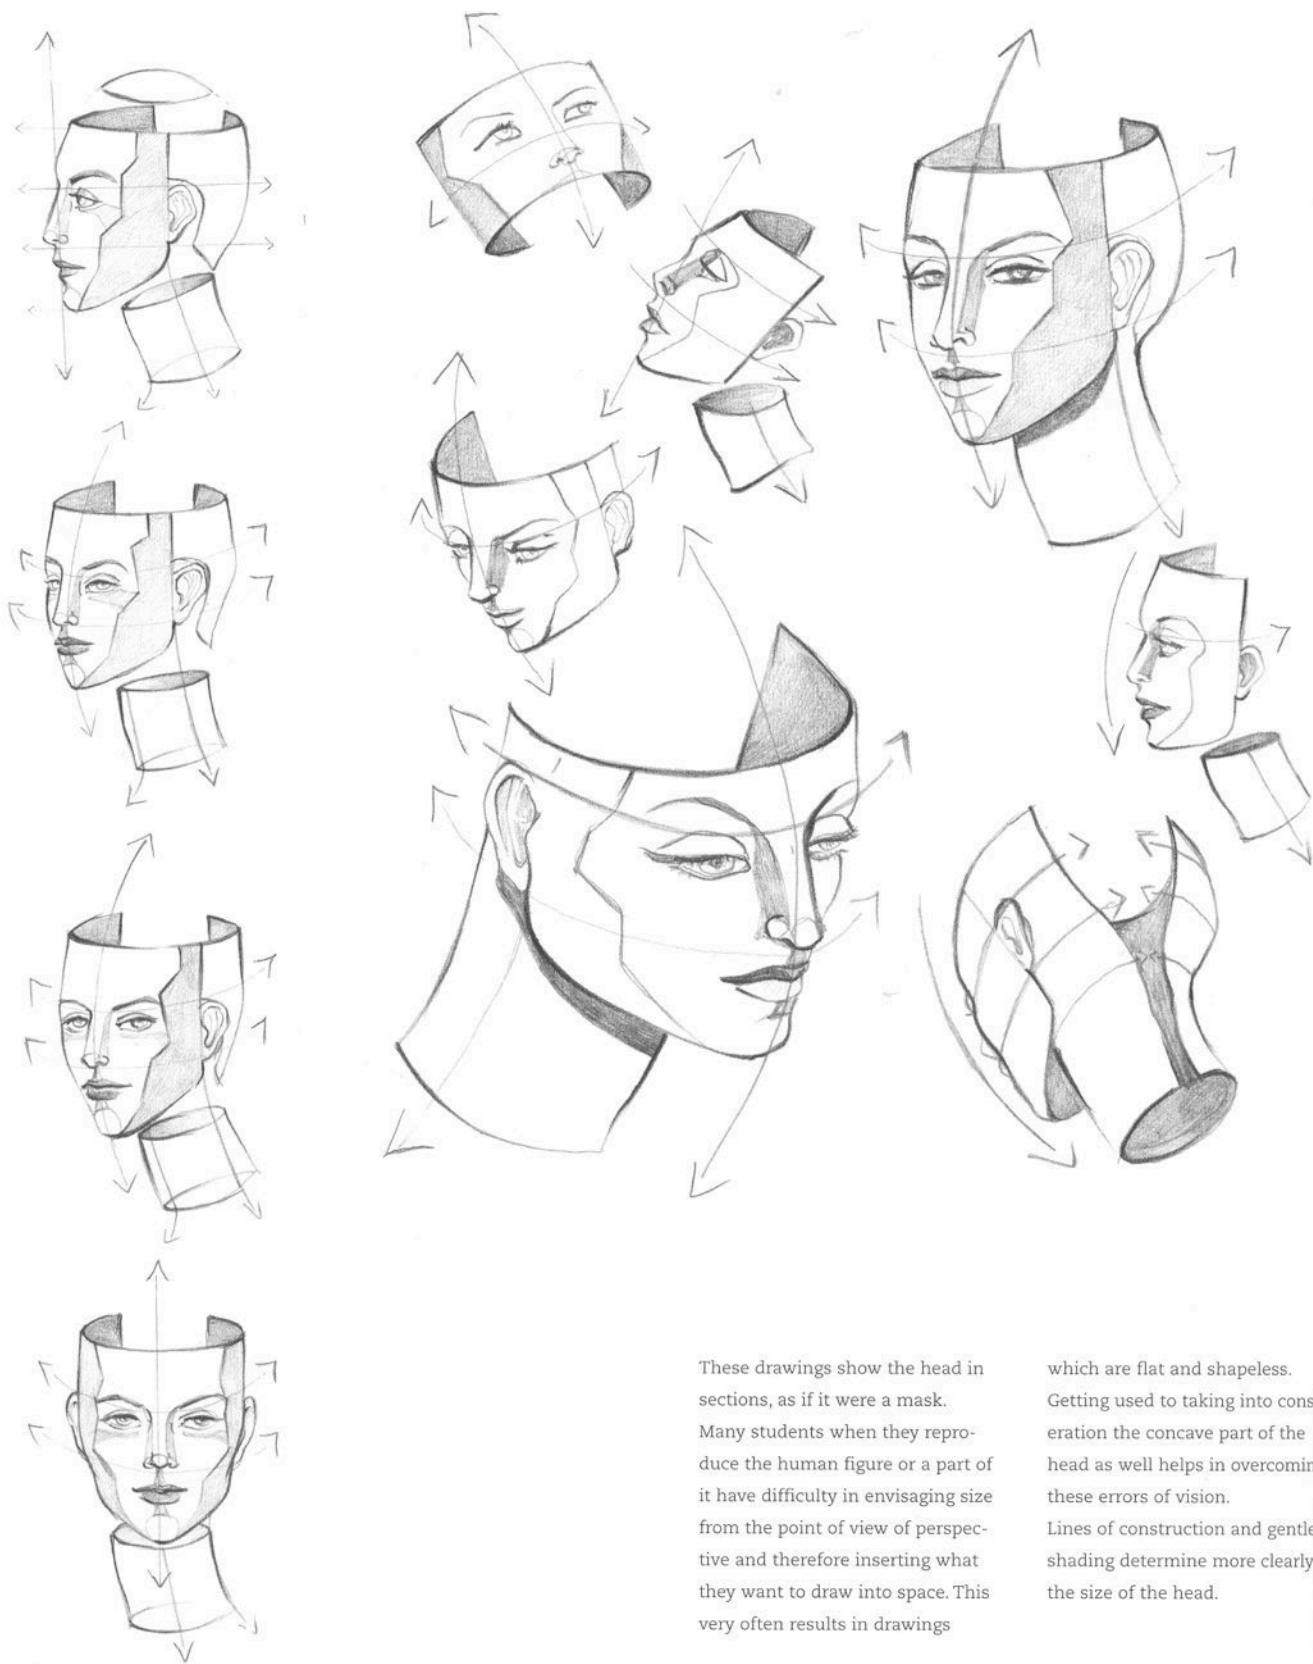 These drawings show the head in
sections, as if it were a mask.
Many students when they repro-
duce the human figure or a part of
it have difficulty in envisaging size
from the point of view of perspec-
tive and therefore inserting what
they want to draw into space. This
very often results in drawings
which are flat and shapeless.
Getting used to taking into cons
eration the concave part of the
head as well helps in overcomin
these errors of vision.
Lines of construction and gentle
shading determine more clearly
the size of the head.